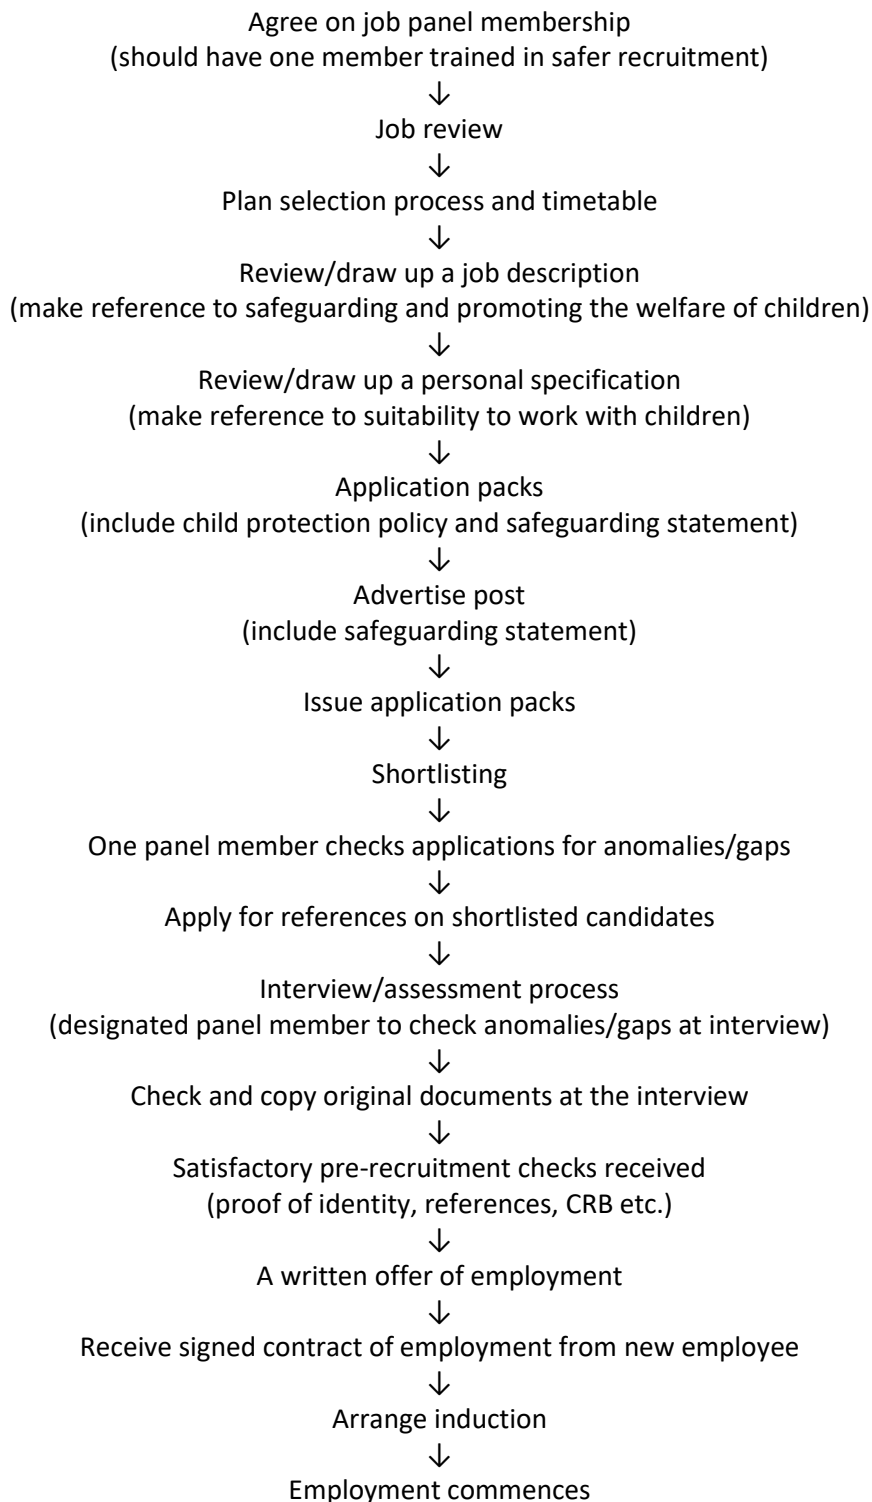 Agree on job panel membership
(should have one member trained in safer recruitment)
↓
Job review
↓
Plan selection process and timetable
↓
Review/draw up a job description
(make reference to safeguarding and promoting the welfare of children)
↓
Review/draw up a personal specification
(make reference to suitability to work with children)
↓
Application packs
(include child protection policy and safeguarding statement)
↓
Advertise post
(include safeguarding statement)
↓
Issue application packs
↓
Shortlisting
↓
One panel member checks applications for anomalies/gaps
↓
Apply for references on shortlisted candidates
↓
Interview/assessment process
(designated panel member to check anomalies/gaps at interview)
↓
Check and copy original documents at the interview
↓
Satisfactory pre-recruitment checks received
(proof of identity, references, CRB etc.)
↓
A written offer of employment
↓
Receive signed contract of employment from new employee
↓
Arrange induction
↓
Employment commences